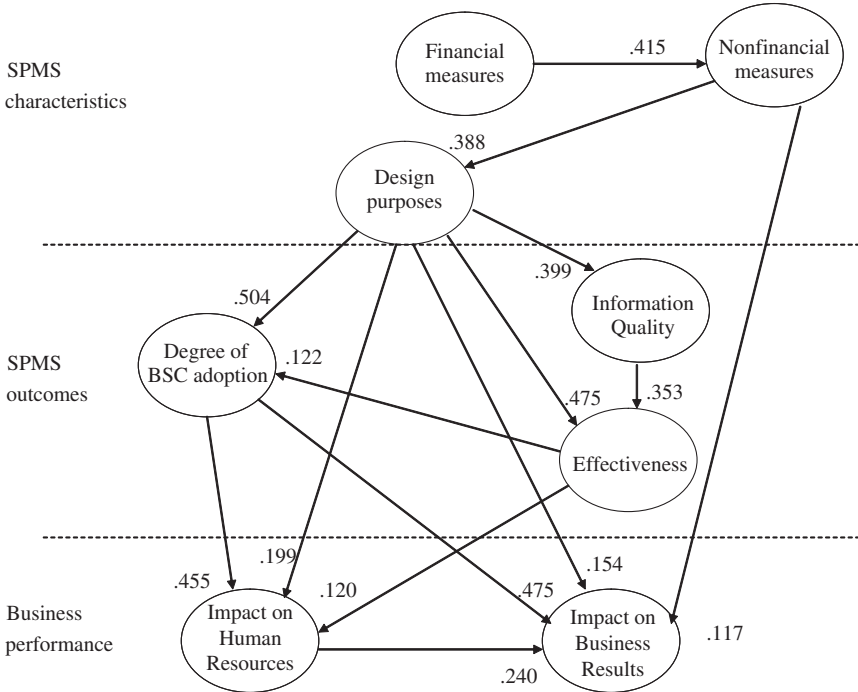 SPMS
characteristics
Financial
measures
.415
Nonfinancial
measures
.388
Design
purposes
.399
.504
Information
Quality
SPMS
outcomes
Degree of
BSC adoption
.122
.475
.353
Effectiveness
.199
.154
.455
.120
.475
Business
performance
Impact on
Human
Resources
Impact on
Business
Results
.117
.240